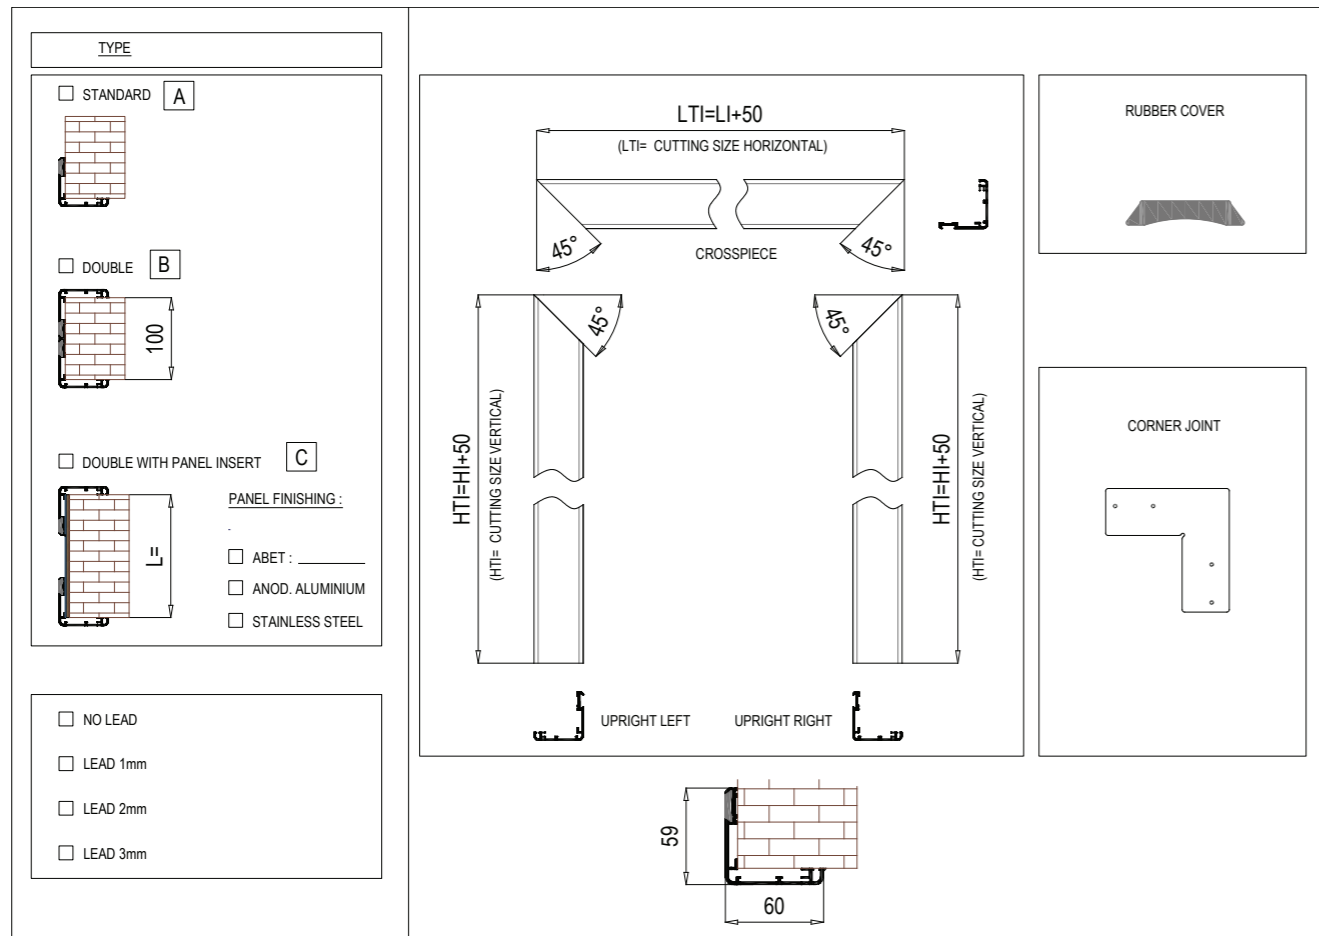 TYPE
STANDARD A
DOUBLE B
100
DOUBLE WITH PANEL INSERT C
PANEL FINISHING :
L=
ABET : __________
ANOD. ALUMINIUM
STAINLESS STEEL
NO LEAD
LEAD 1mm
LEAD 2mm
LEAD 3mm
LTI=LI+50
(LTI= CUTTING SIZE HORIZONTAL)
45°
45°
CROSSPIECE
45°
45°
HTI=HI+50
(HTI= CUTTING SIZE VERTICAL)
HTI=HI+50
(HTI= CUTTING SIZE VERTICAL)
UPRIGHT LEFT
UPRIGHT RIGHT
59
60
RUBBER COVER
CORNER JOINT